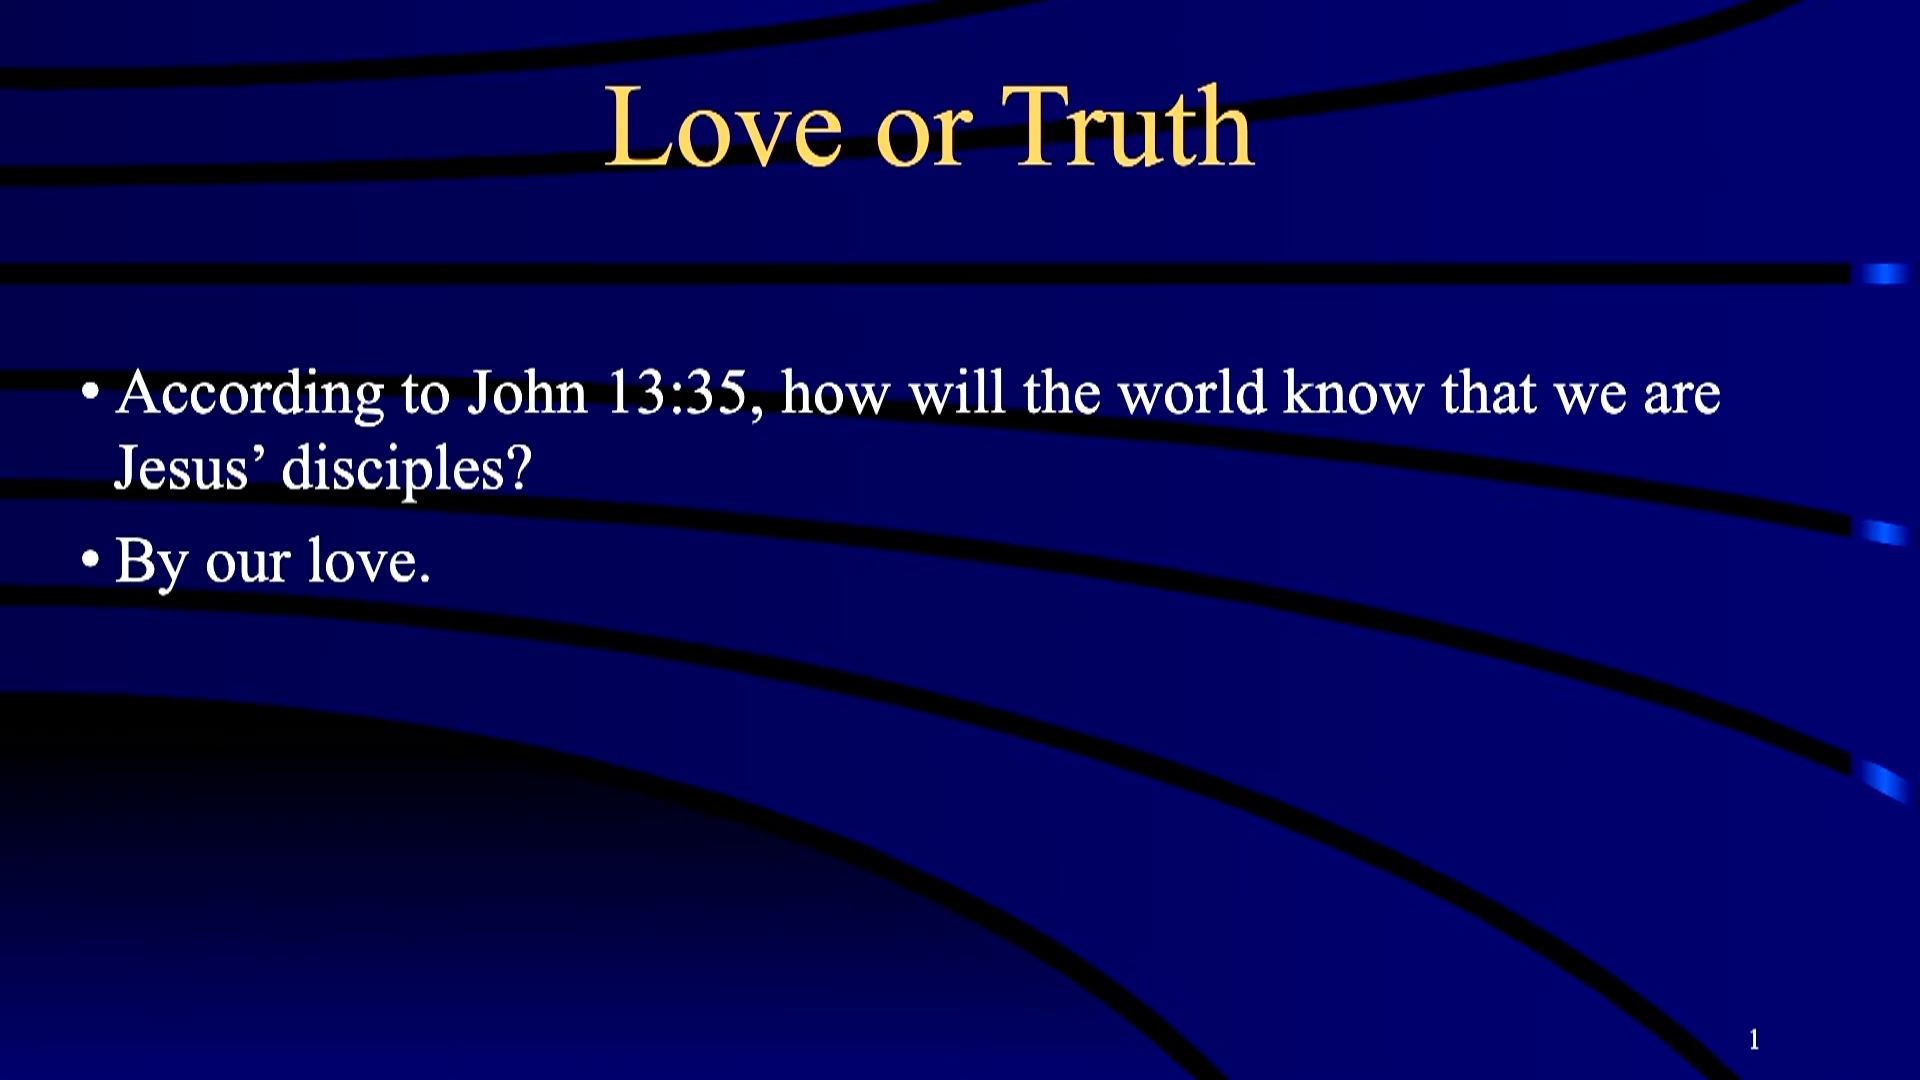 Love or Truth
• According to John 13:35, how will the world know that we are
Jesus’ disciples?
• By our love.
1